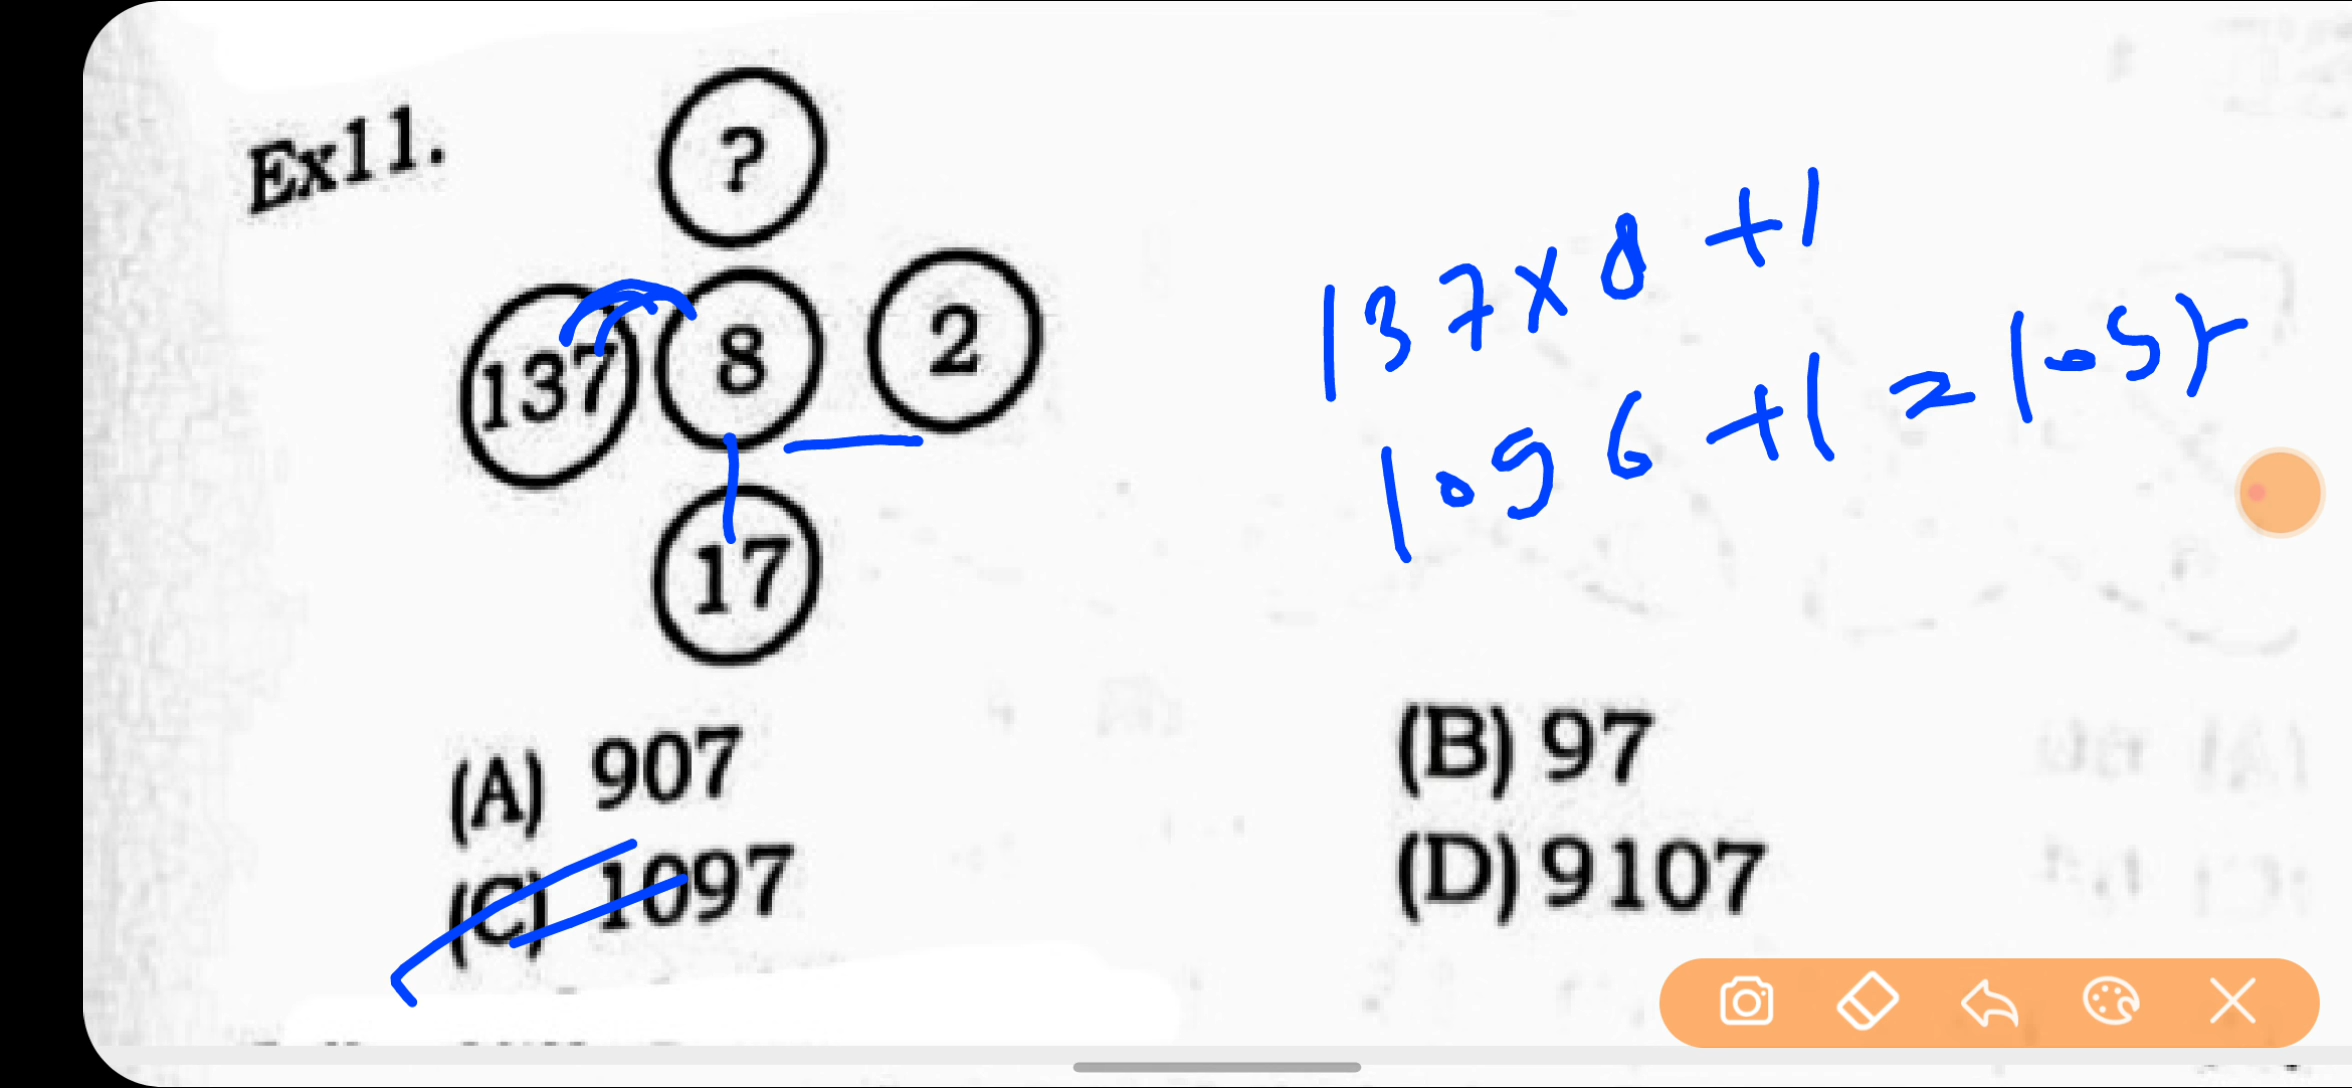 Ex11.
?
137 8 2
17
137 x 8 + 1
1096 + 1 = 1097
(A) 907
(B) 97
(C) 1097
(D) 9107